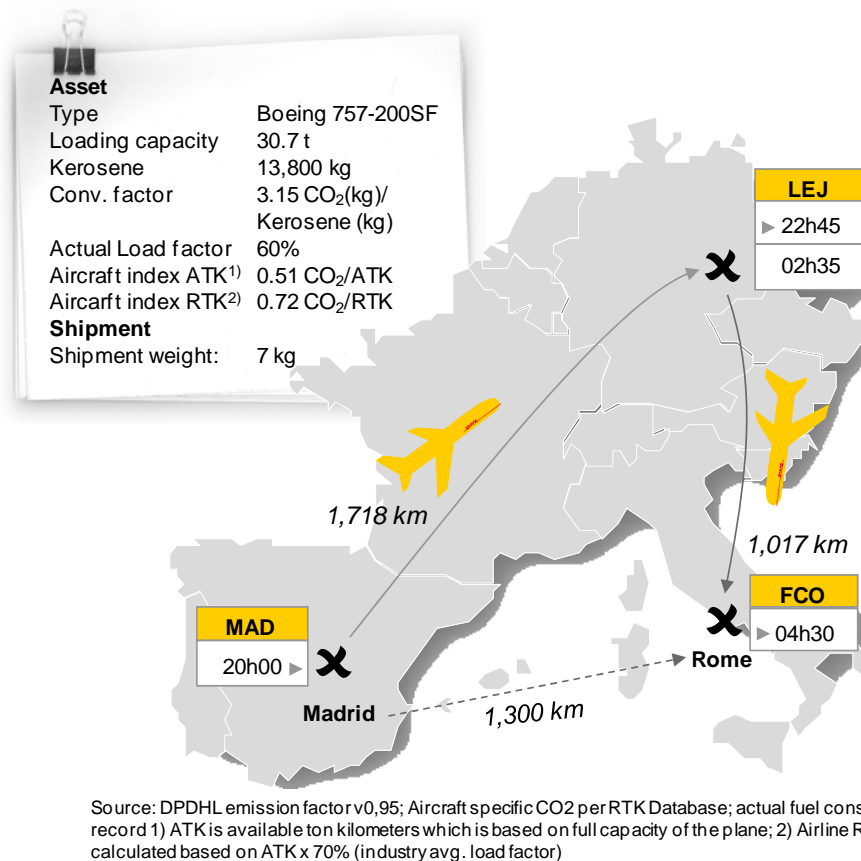 Asset
Type Boeing 757-200SF
Loading capacity 30.7 t
Kerosene 13,800 kg
Conv. factor 3.15 CO₂(kg)/
Kerosene (kg)
Actual Load factor 60%
Aircraft index ATK¹⁾ 0.51 CO₂/ATK
Aircarft index RTK²⁾ 0.72 CO₂/RTK
Shipment
Shipment weight: 7 kg
LEJ
22h45
02h35
1,718 km
1,017 km
MAD
20h00
Madrid
FCO
04h30
Rome
1,300 km
Source: DPDHL emission factor v0,95; Aircraft specific CO2 per RTK Database; actual fuel cons
record 1) ATK is available ton kilometers which is based on full capacity of the plane; 2) Airline R
calculated based on ATK x 70% (industry avg. load factor)